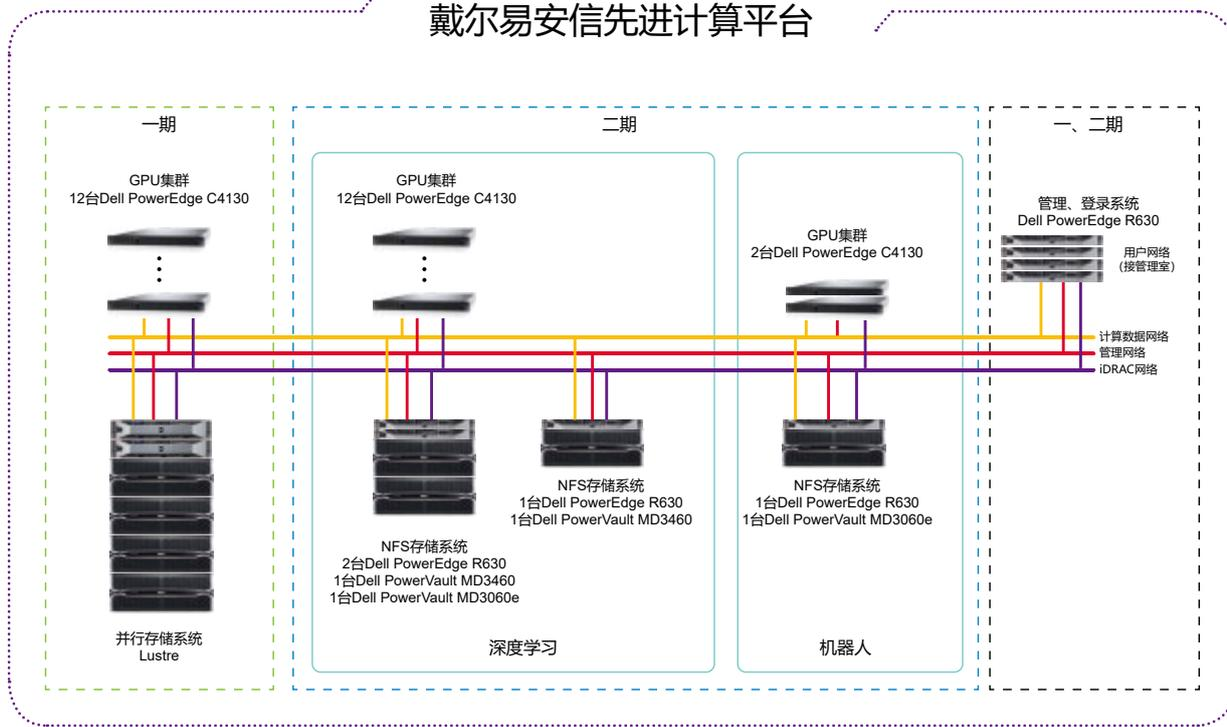 戴尔易安信先进计算平台
一期
GPU集群
12台Dell PowerEdge C4130
并行存储系统
Lustre
二期
GPU集群
12台Dell PowerEdge C4130
NFS存储系统
2台Dell PowerEdge R630
1台Dell PowerVault MD3460
1台Dell PowerVault MD3060e
NFS存储系统
1台Dell PowerEdge R630
1台Dell PowerVault MD3460
深度学习
GPU集群
2台Dell PowerEdge C4130
NFS存储系统
1台Dell PowerEdge R630
1台Dell PowerVault MD3060e
机器人
一、二期
管理、登录系统
Dell PowerEdge R630
用户网络
(接管理室)
计算数据网络
管理网络
iDRAC网络